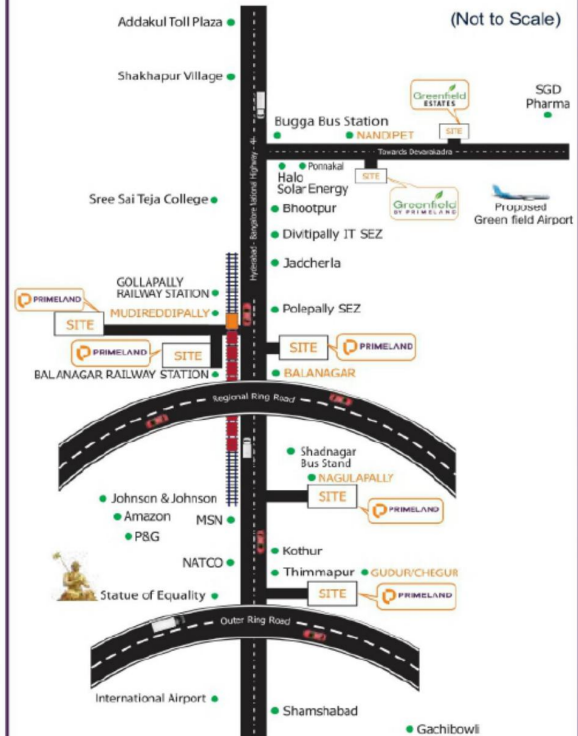 (Not to Scale)
Addakul Toll Plaza
Shakhapur Village
Greenfield
ESTATES
SITE
SGD
Pharma
Bugga Bus Station
NANDIPET
Towards Devarakadra
Ponnakal
Halo
Solar Energy
SITE
Greenfield
BY PRIMELAND
Proposed
Green field Airport
Hyderabad - Bangalore National Highway - 44
Sree Sai Teja College
Bhootpur
Divitipally IT SEZ
Jadcherla
GOLLAPALLY
RAILWAY STATION
MUDIREDDIPALLY
Polepally SEZ
PRIMELAND
SITE
PRIMELAND
SITE
SITE
PRIMELAND
BALANAGAR RAILWAY STATION
BALANAGAR
Regional Ring Road
Shadnagar
Bus Stand
NAGULAPALLY
SITE
PRIMELAND
Johnson & Johnson
Amazon
MSN
P&G
Kothur
NATCO
Thimmapur
GUDUR/CHEGUR
Statue of Equality
SITE
PRIMELAND
Outer Ring Road
International Airport
Shamshabad
Gachibowli